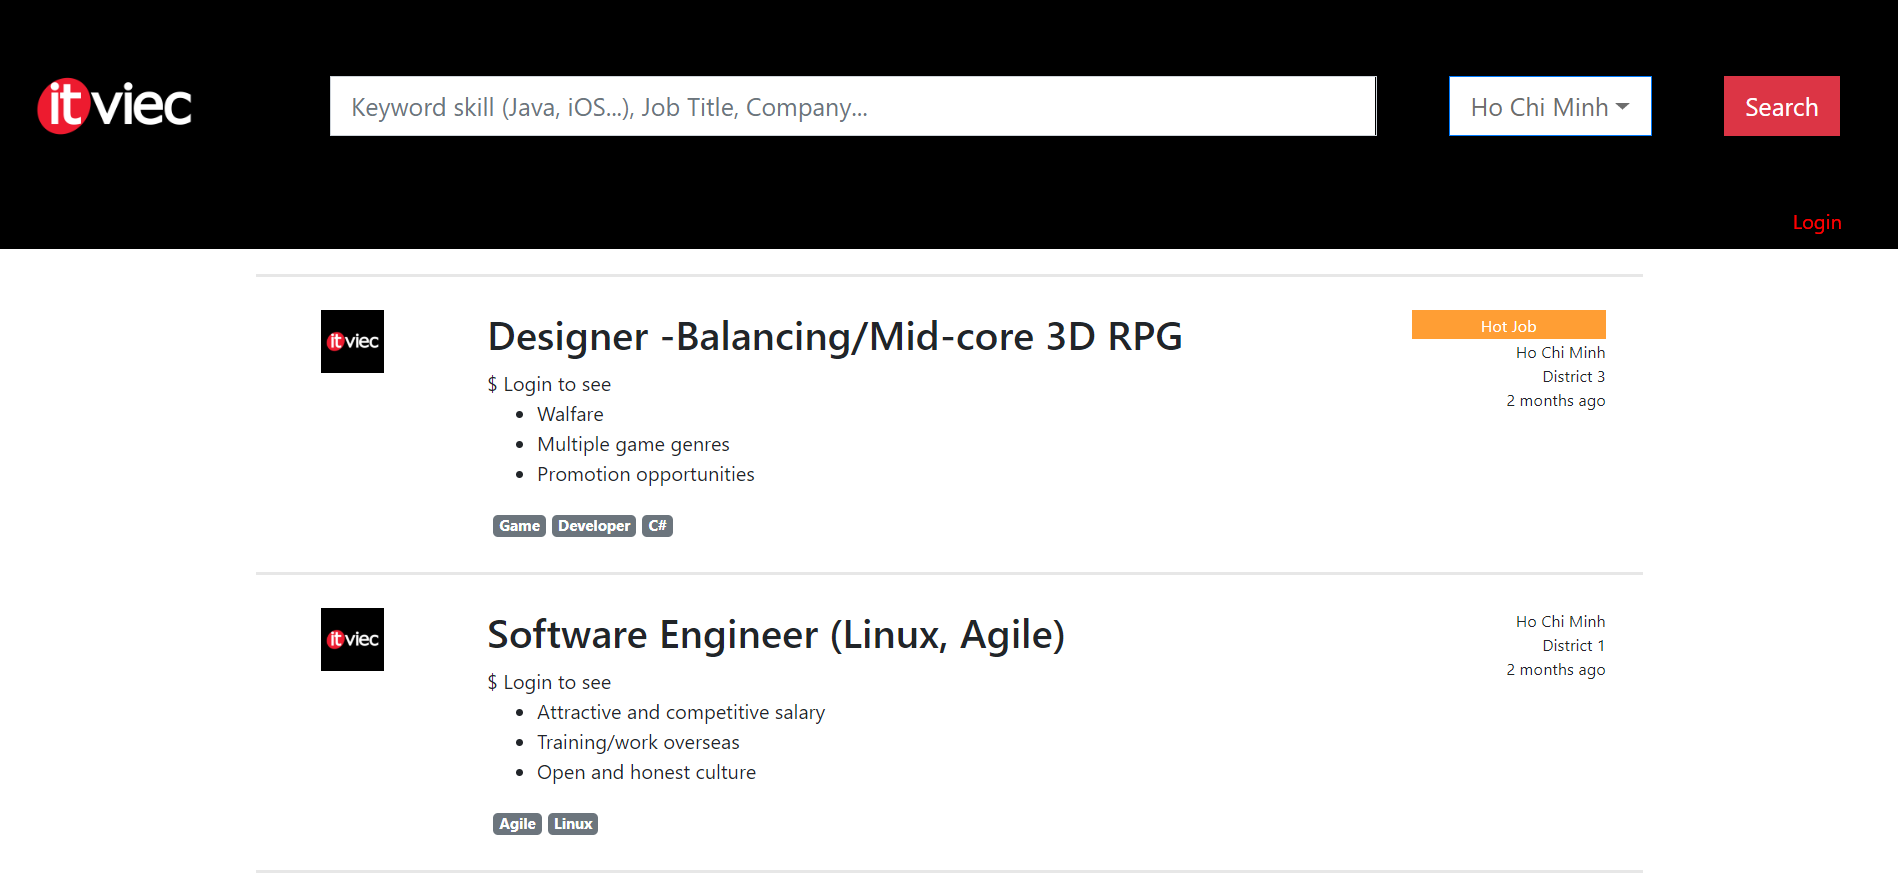 itviec
Keyword skill (Java, iOS...), Job Title, Company...
Ho Chi Minh
Search
Login
itviec
Designer -Balancing/Mid-core 3D RPG
$ Login to see
• Walfare
• Multiple game genres
• Promotion opportunities
Game Developer C#
Hot Job
Ho Chi Minh
District 3
2 months ago
itviec
Software Engineer (Linux, Agile)
$ Login to see
• Attractive and competitive salary
• Training/work overseas
• Open and honest culture
Agile Linux
Ho Chi Minh
District 1
2 months ago